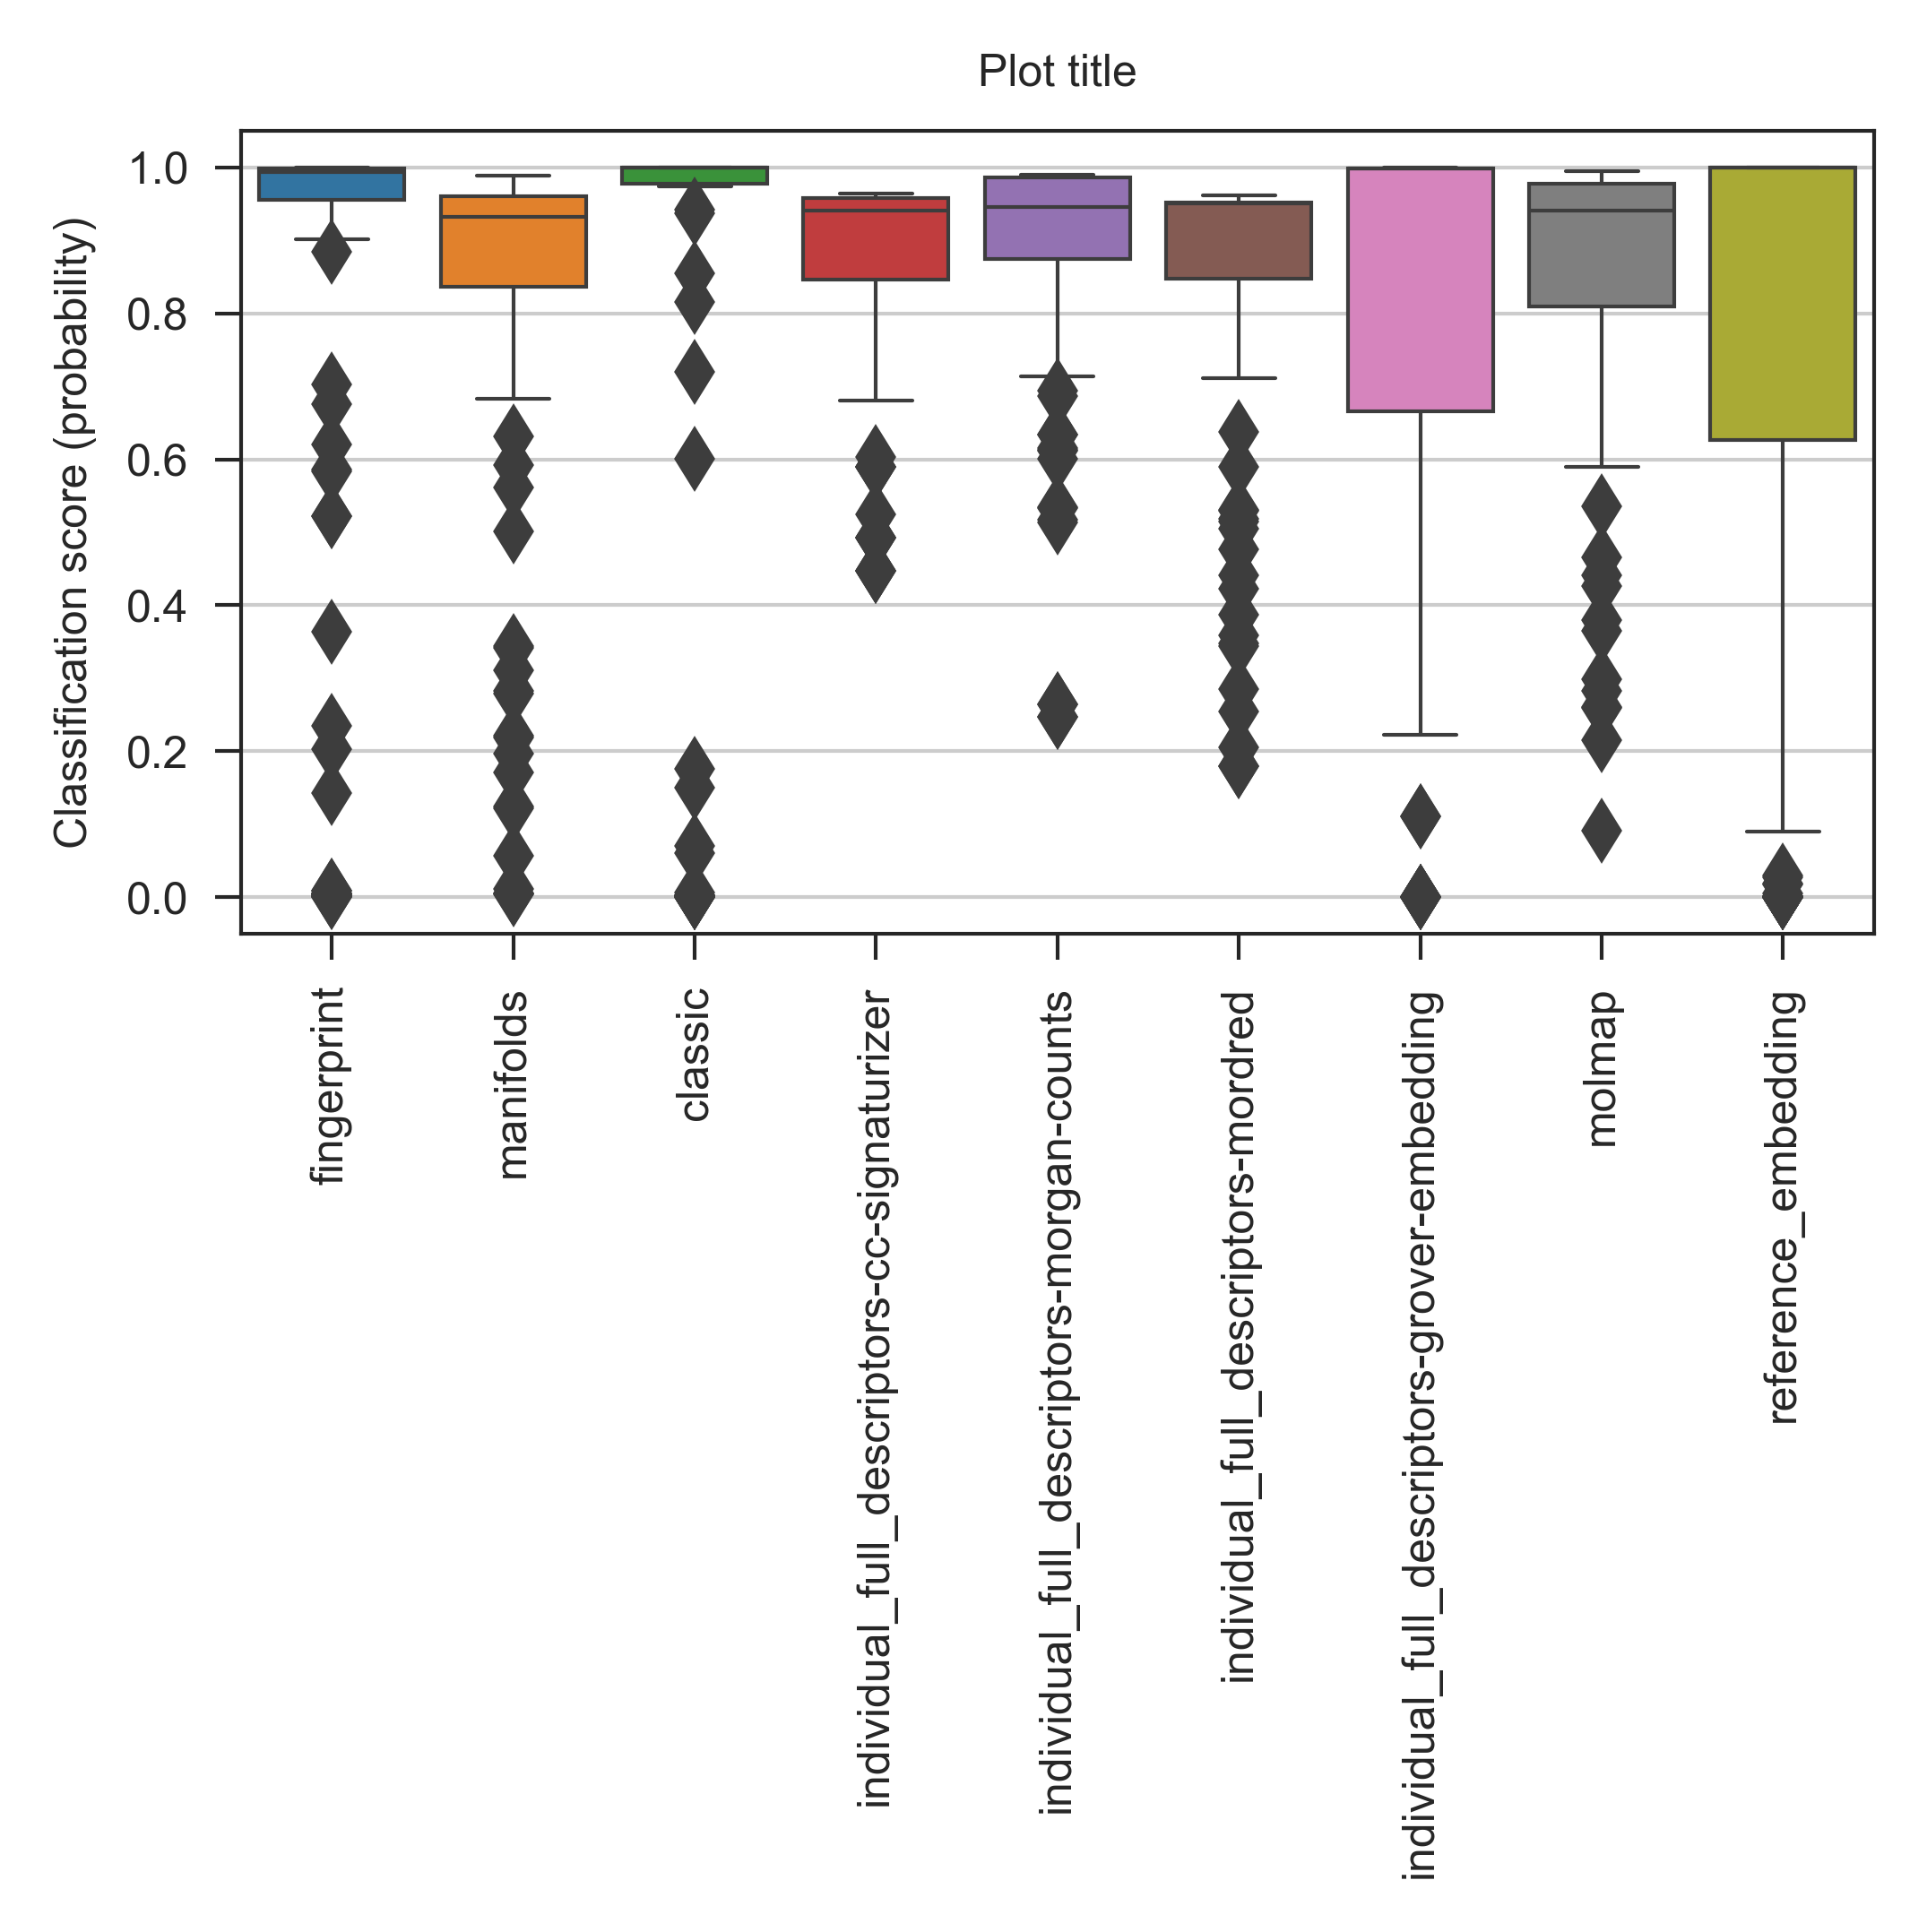 Plot title
Classification score (probability)
1.0
0.8
0.6
0.4
0.2
0.0
fingerprint
manifolds
classic
individual_full_descriptors-cc-signaturizer
individual_full_descriptors-morgan-counts
individual_full_descriptors-mordred
individual_full_descriptors-grover-embedding
molmap
reference_embedding